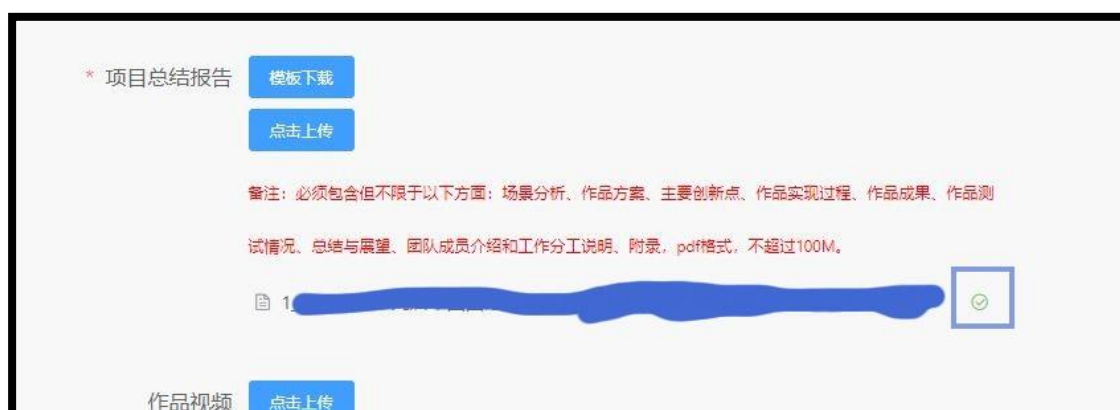 * 项目总结报告 模板下载
点击上传
备注：必须包含但不限于以下方面：场景分析、作品方案、主要创新点、作品实现过程、作品成果、作品测
试情况、总结与展望、团队成员介绍和工作分工说明、附录，pdf格式，不超过100M。
1
作品视频 点击上传